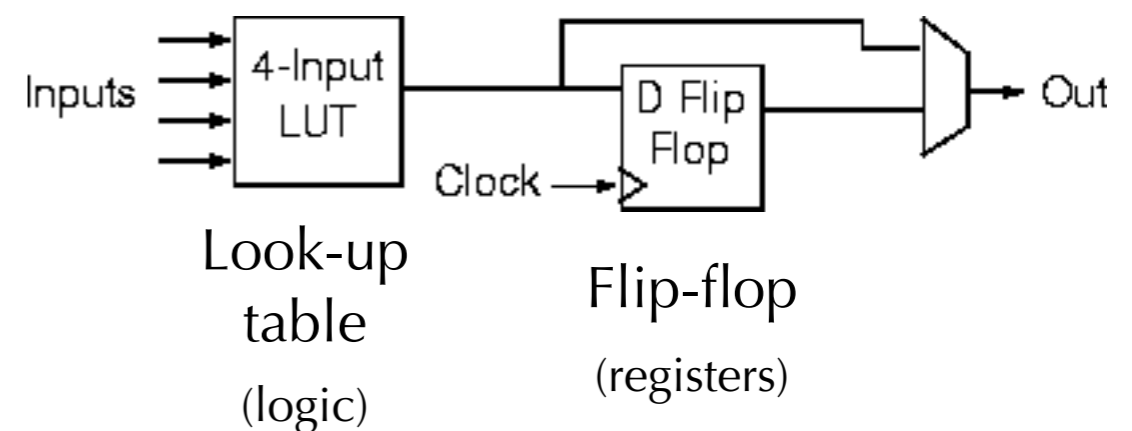 Inputs
4-Input
LUT
D Flip
Flop
Clock
Out
Look-up
table
(logic)
Flip-flop
(registers)